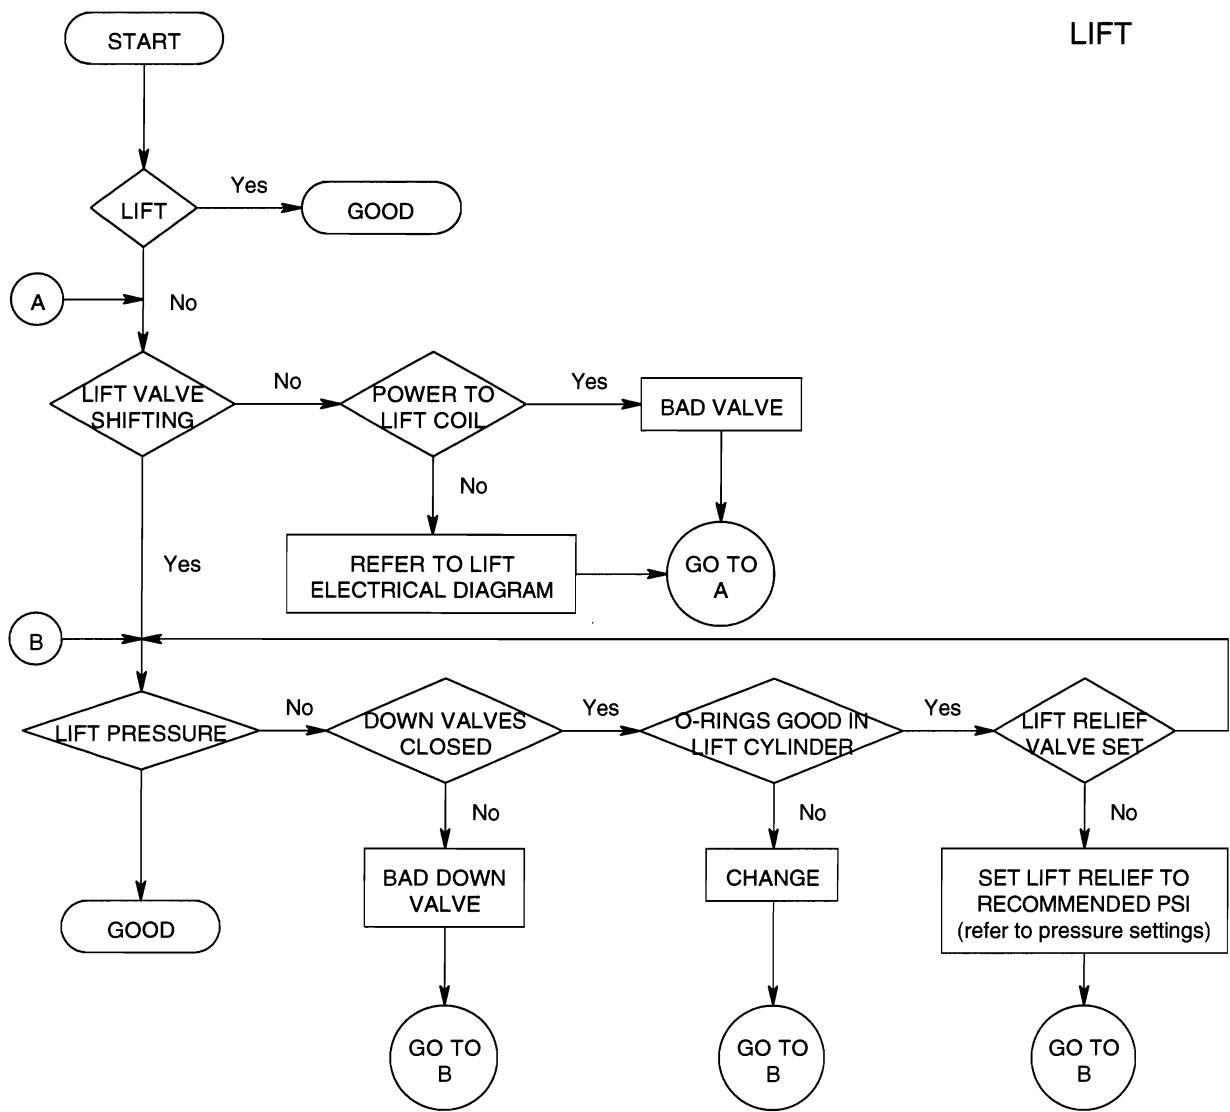 LIFT
START
LIFT
Yes
GOOD
A
No
LIFT VALVE
SHIFTING
No
POWER TO
LIFT COIL
Yes
BAD VALVE
No
REFER TO LIFT
ELECTRICAL DIAGRAM
GO TO
A
Yes
B
LIFT PRESSURE
No
DOWN VALVES
CLOSED
Yes
O-RINGS GOOD IN
LIFT CYLINDER
Yes
LIFT RELIEF
VALVE SET
No
No
No
GOOD
BAD DOWN
VALVE
CHANGE
SET LIFT RELIEF TO
RECOMMENDED PSI
(refer to pressure settings)
GO TO
B
GO TO
B
GO TO
B